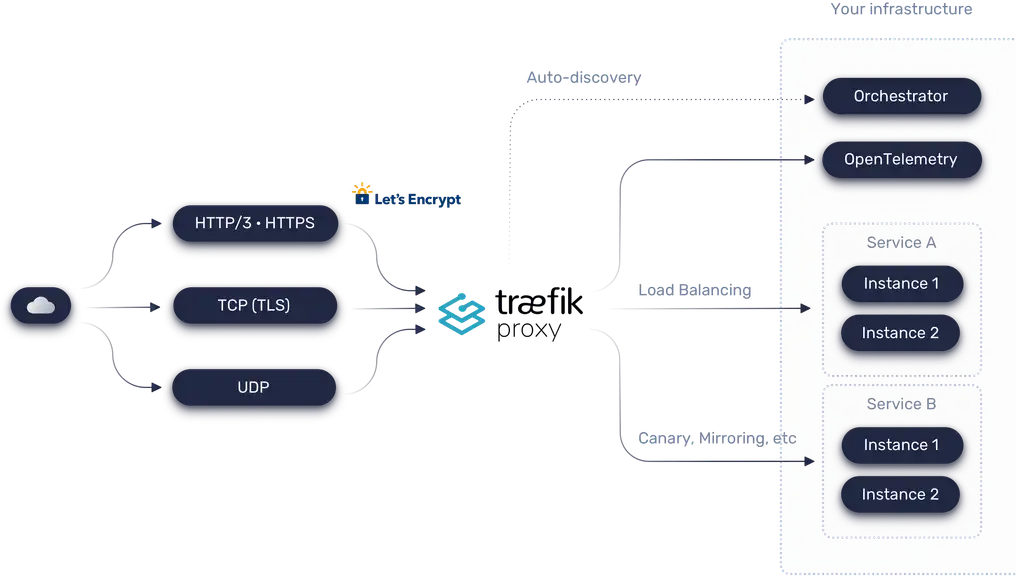 Your infrastructure
Auto-discovery
Orchestrator
OpenTelemetry
Let's Encrypt
HTTP/3 • HTTPS
TCP (TLS)
UDP
træfik
proxy
Load Balancing
Service A
Instance 1
Instance 2
Canary, Mirroring, etc
Service B
Instance 1
Instance 2